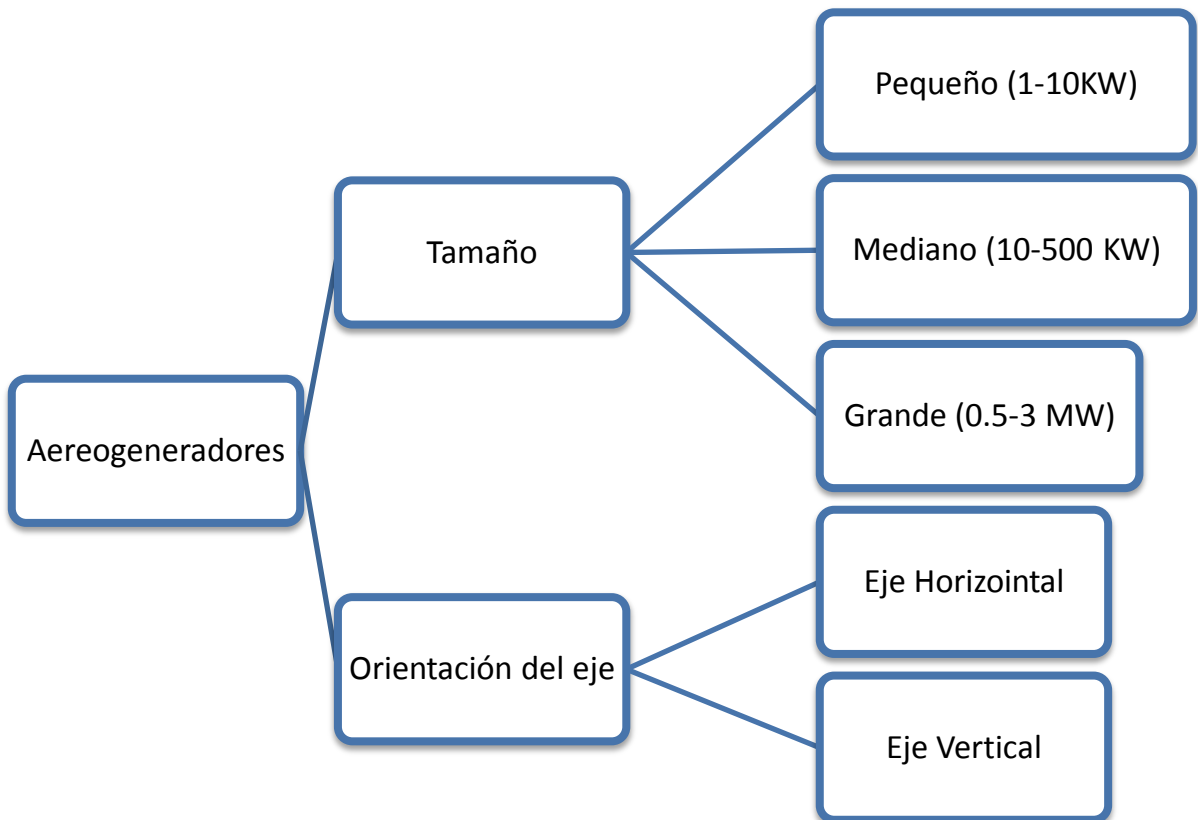 Aereogeneradores
Tamaño
Pequeño (1-10KW)
Mediano (10-500 KW)
Grande (0.5-3 MW)
Orientación del eje
Eje Horizointal
Eje Vertical